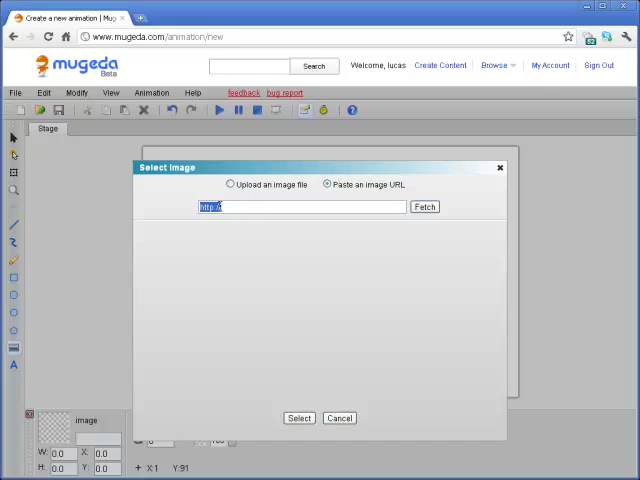 Create a new animation | Mug
www.mugeda.com/animation/new
mugeda
Beta
Search
Welcome, lucas
Create Content
Browse
My Account
Sign Out
File
Edit
Modify
View
Animation
Help
feedback
bug report
Stage
Select Image
Upload an image file
Paste an image URL
http://
Fetch
Select
Cancel
image
W: 0.0
X: 0.0
H: 0.0
Y: 0.0
X:1
Y:91
A